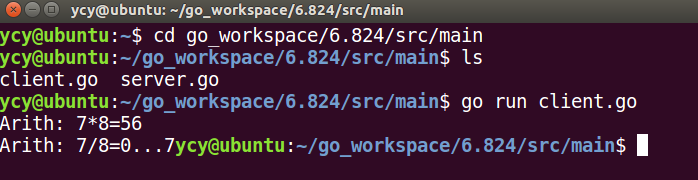 ycy@ubuntu: ~/go_workspace/6.824/src/main
ycy@ubuntu:~$ cd go_workspace/6.824/src/main
ycy@ubuntu:~/go_workspace/6.824/src/main$ ls
client.go  server.go
ycy@ubuntu:~/go_workspace/6.824/src/main$ go run client.go
Arith: 7*8=56
Arith: 7/8=0...7ycy@ubuntu:~/go_workspace/6.824/src/main$